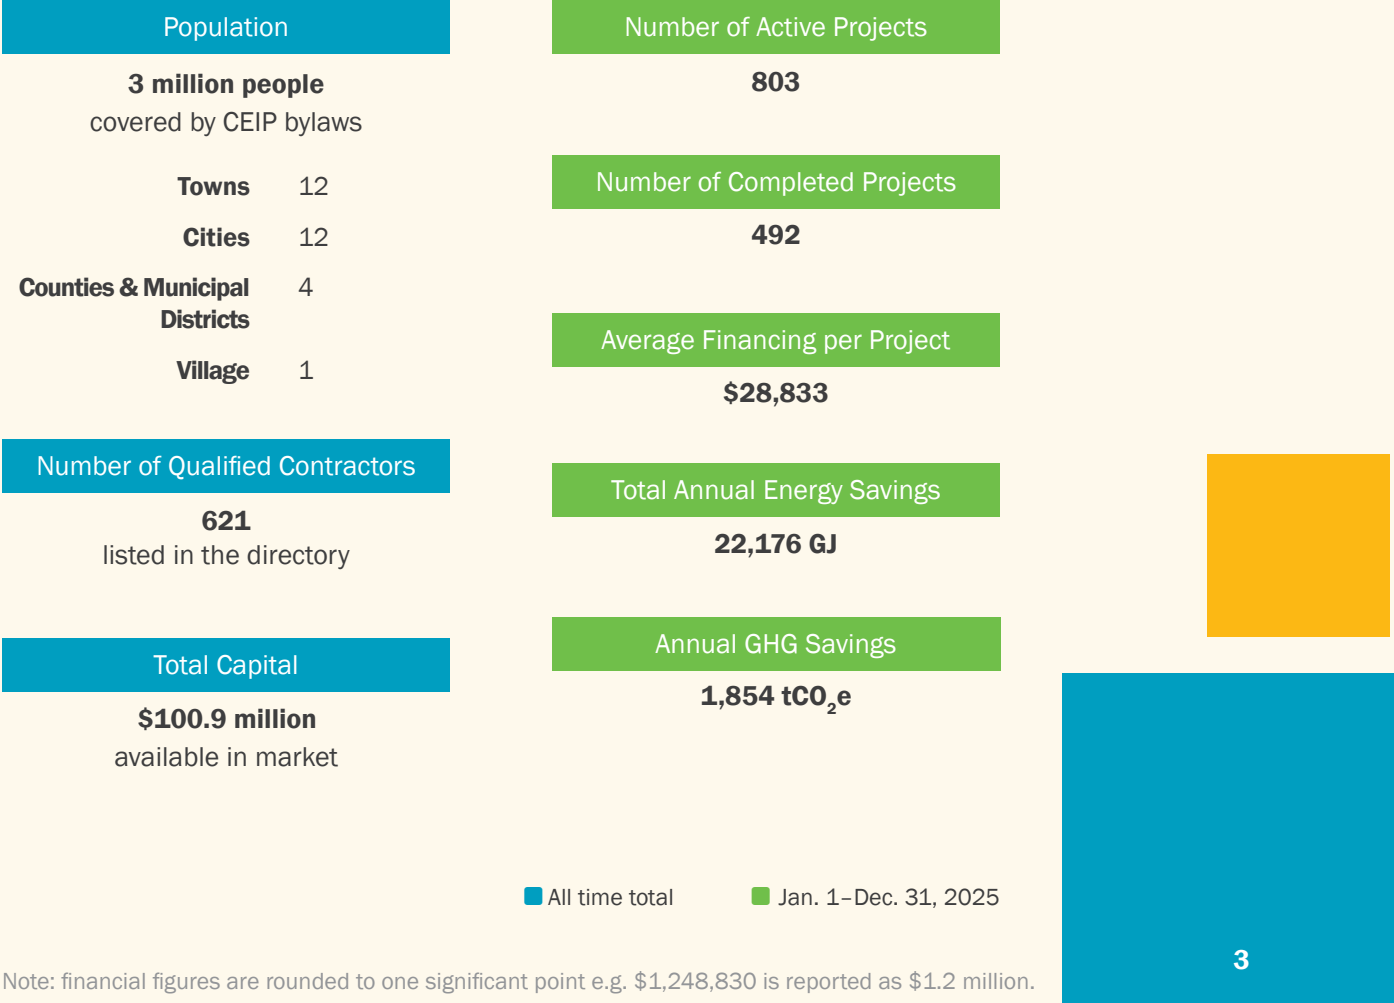 Population
3 million people
covered by CEIP bylaws
Towns 12
Cities 12
Counties & Municipal 4
Districts
Village 1
Number of Qualified Contractors
621
listed in the directory
Total Capital
$100.9 million
available in market
Number of Active Projects
803
Number of Completed Projects
492
Average Financing per Project
$28,833
Total Annual Energy Savings
22,176 GJ
Annual GHG Savings
1,854 tCO₂e
All time total
Jan. 1–Dec. 31, 2025
Note: financial figures are rounded to one significant point e.g. $1,248,830 is reported as $1.2 million.
3